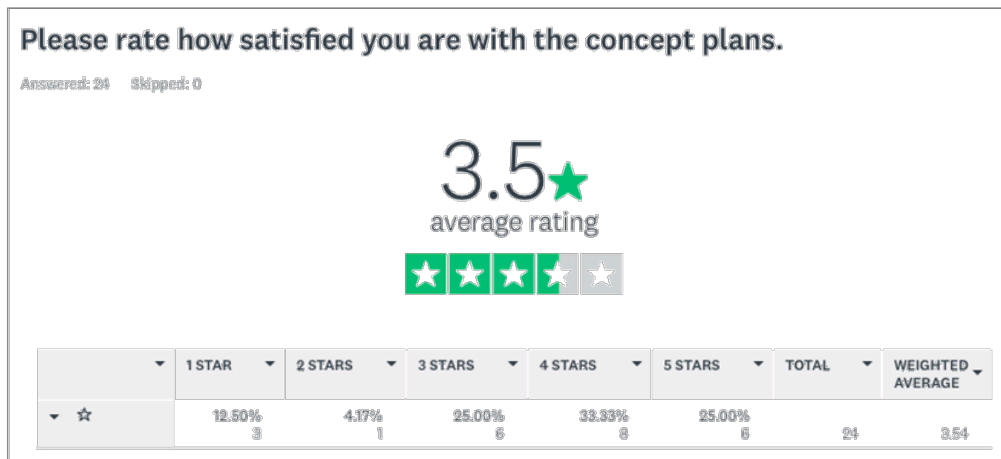 Please rate how satisfied you are with the concept plans.
Answered: 24 Skipped: 0
3.5
average rating
1 STAR 2 STARS 3 STARS 4 STARS 5 STARS TOTAL WEIGHTED AVERAGE
12.50% 4.17% 25.00% 33.33% 25.00%
3 1 6 8 6 24 3.54